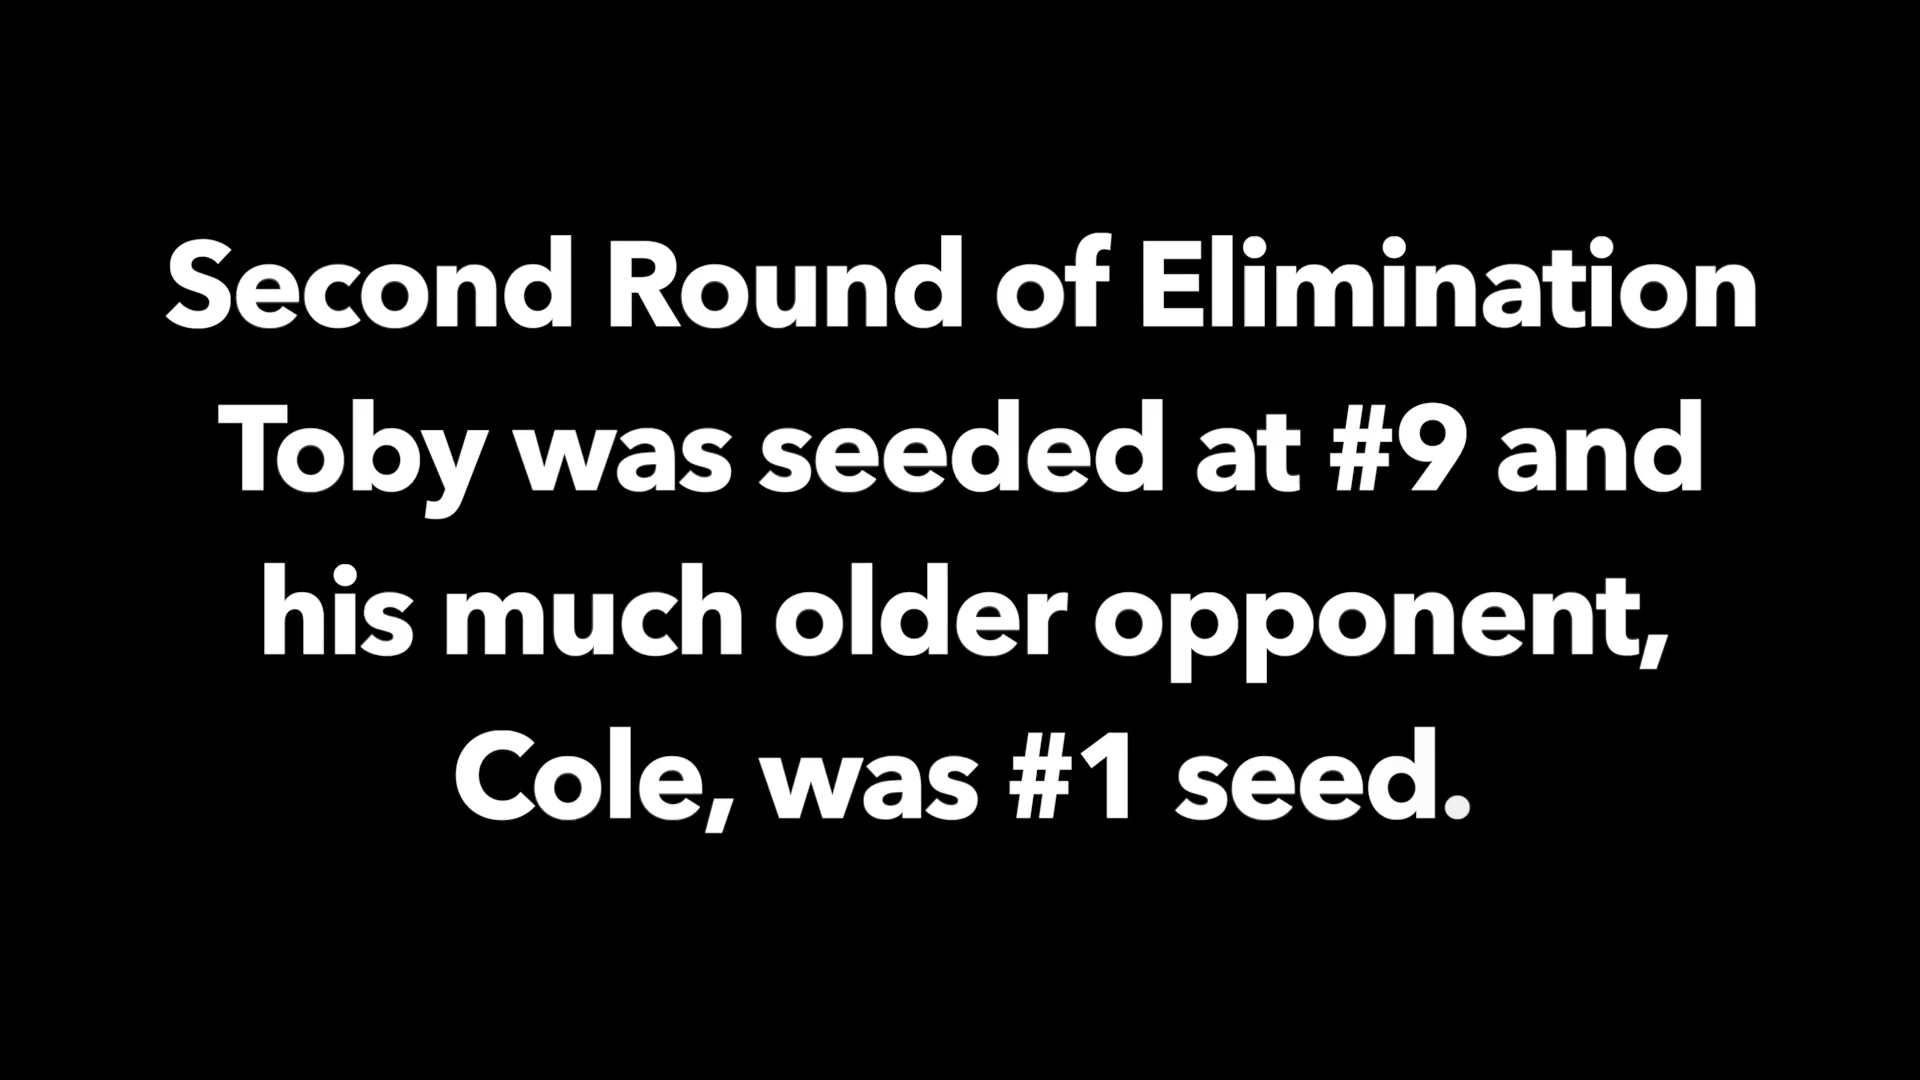 Second Round of Elimination
Toby was seeded at #9 and
his much older opponent,
Cole, was #1 seed.